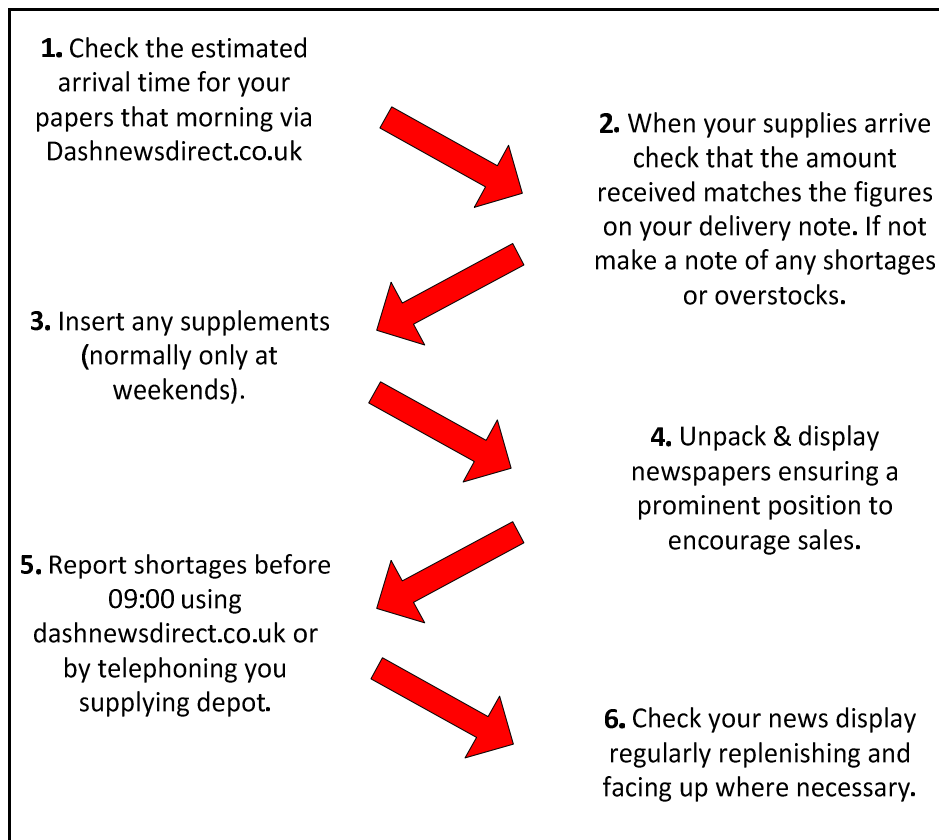 1. Check the estimated
arrival time for your
papers that morning via
Dashnewsdirect.co.uk
2. When your supplies arrive
check that the amount
received matches the figures
on your delivery note. If not
make a note of any shortages
or overstocks.
3. Insert any supplements
(normally only at
weekends).
4. Unpack & display
newspapers ensuring a
prominent position to
encourage sales.
5. Report shortages before
09:00 using
dashnewsdirect.co.uk or
by telephoning you
supplying depot.
6. Check your news display
regularly replenishing and
facing up where necessary.